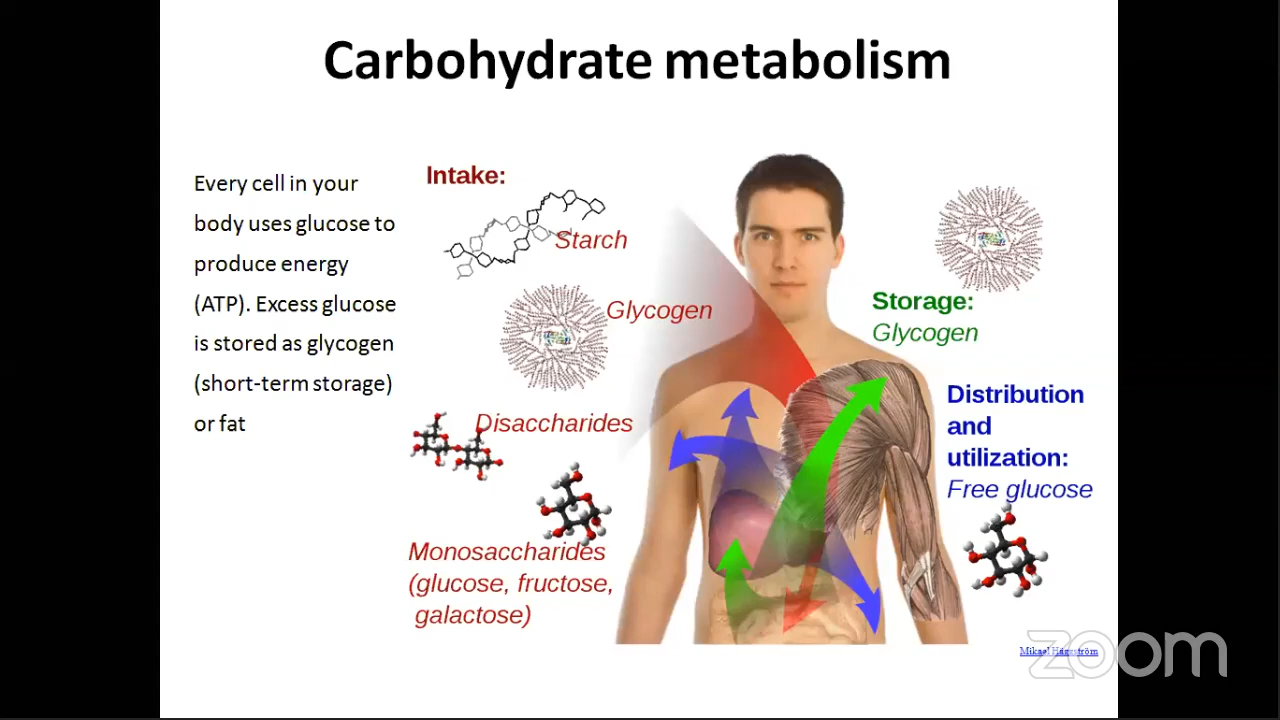 Carbohydrate metabolism
Every cell in your
body uses glucose to
produce energy
(ATP). Excess glucose
is stored as glycogen
(short-term storage)
or fat
Intake:
Starch
Glycogen
Disaccharides
Monosaccharides
(glucose, fructose,
galactose)
Storage:
Glycogen
Distribution
and
utilization:
Free glucose
Mikael Häggström
zoom